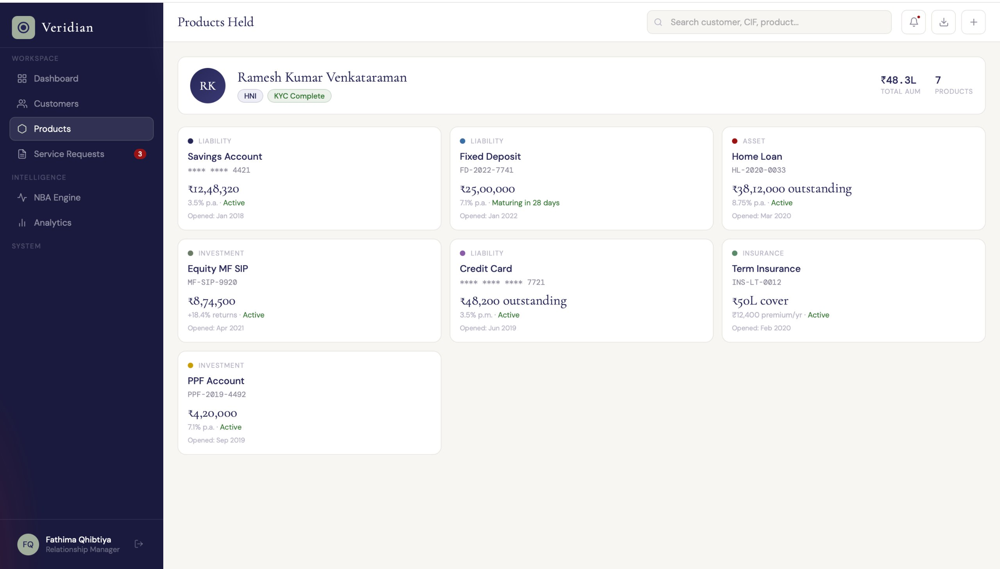 Veridian
WORKSPACE
Dashboard
Customers
Products
Service Requests 3
INTELLIGENCE
NBA Engine
Analytics
SYSTEM
FQ
Fathima Qhibtiya
Relationship Manager
Products Held
Search customer, CIF, product...
RK
Ramesh Kumar Venkataraman
HNI KYC Complete
₹48.3L
TOTAL AUM
7
PRODUCTS
LIABILITY
Savings Account
**** **** 4421
₹12,48,320
3.5% p.a. · Active
Opened: Jan 2018
LIABILITY
Fixed Deposit
FD-2022-7741
₹25,00,000
7.1% p.a. · Maturing in 28 days
Opened: Jan 2022
ASSET
Home Loan
HL-2020-0033
₹38,12,000 outstanding
8.75% p.a. · Active
Opened: Mar 2020
INVESTMENT
Equity MF SIP
MF-SIP-9920
₹8,74,500
+18.4% returns · Active
Opened: Apr 2021
LIABILITY
Credit Card
**** **** **** 7721
₹48,200 outstanding
3.5% p.m. · Active
Opened: Jun 2019
INSURANCE
Term Insurance
INS-LT-0012
₹50L cover
₹12,400 premium/yr · Active
Opened: Feb 2020
INVESTMENT
PPF Account
PPF-2019-4492
₹4,20,000
7.1% p.a. · Active
Opened: Sep 2019